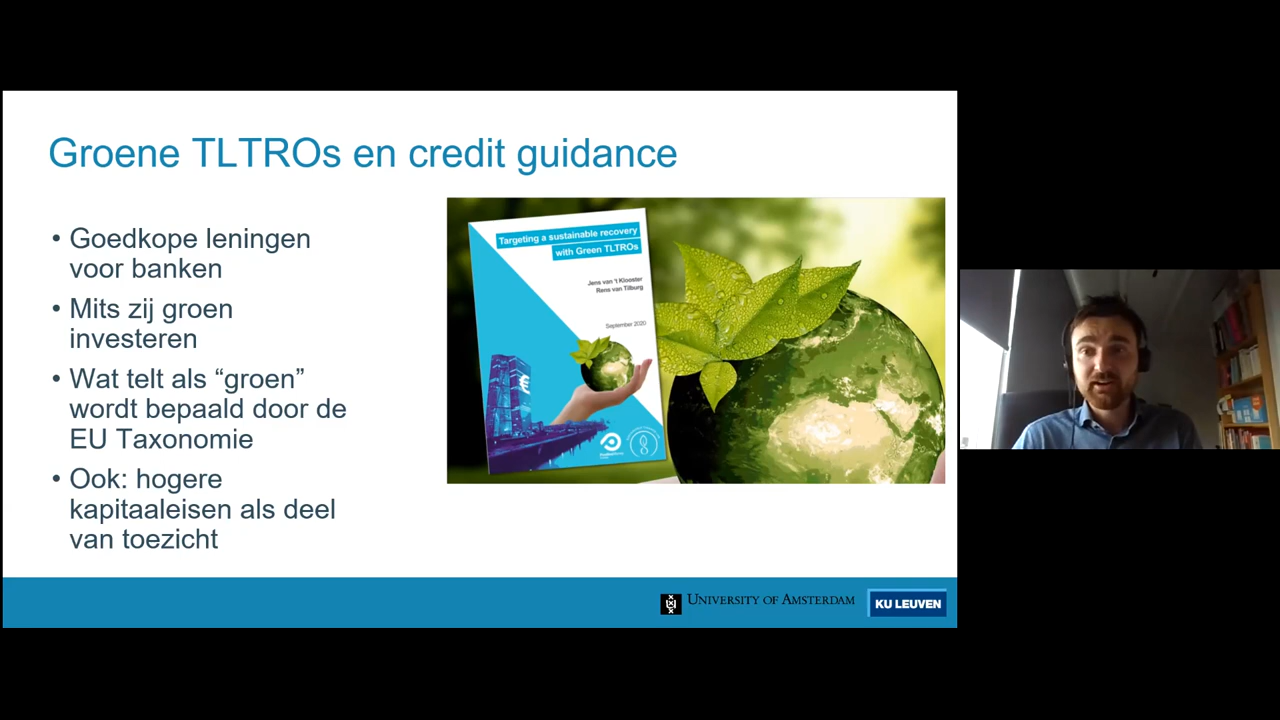 Groene TLTROs en credit guidance
• Goedkope leningen
voor banken
• Mits zij groen
investeren
• Wat telt als “groen”
wordt bepaald door de
EU Taxonomie
• Ook: hogere
kapitaaleisen als deel
van toezicht
Targeting a sustainable recovery
with Green TLTROs
Jens van 't Klooster
Rens van Tilburg
September 2020
€
UNIVERSITY OF AMSTERDAM
KU LEUVEN